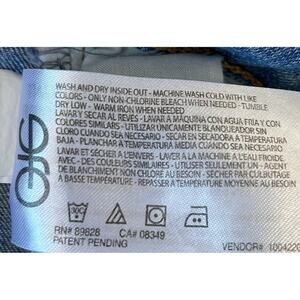 WASH AND DRY INSIDE OUT - MACHINE WASH COLD WITH LIKE
COLORS - ONLY NON-CHLORINE BLEACH WHEN NEEDED - TUMBLE
DRY LOW - WARM IRON WHEN NEEDED
LAVAR Y SECAR AL REVES - LAVAR A MÁQUINA CON AGUA FRIA Y CON
COLORES SIMILARS - UTILIZAR ÚNICAMENTE BLANQUEADOR SIN
CLORO CUANDO SEA NECESARIO - SECAR EN SECADORA A TEMPERATURA
BAJA - PLANCHAR A TEMPERATURA MEDIA CUANDO SEA NECESARIO
LAVAR ET SÉCHER À L'ENVERS - LAVER À LA MACHINE À L'EAU FROIDE
AVEC DES COULEURS SIMILAIRES - UTILISER SEULEMENT UN AGENT
DE BLANCHIMENT NON CHLORÉ AU BESOIN - SÉCHER PAR CULBUTAGE
À BASSE TEMPÉRATURE - REPASSER À TEMPÉRATURE MOYENNE AU BESOIN
RN# 89828 CA# 08349
PATENT PENDING
VENDOR# 1004220